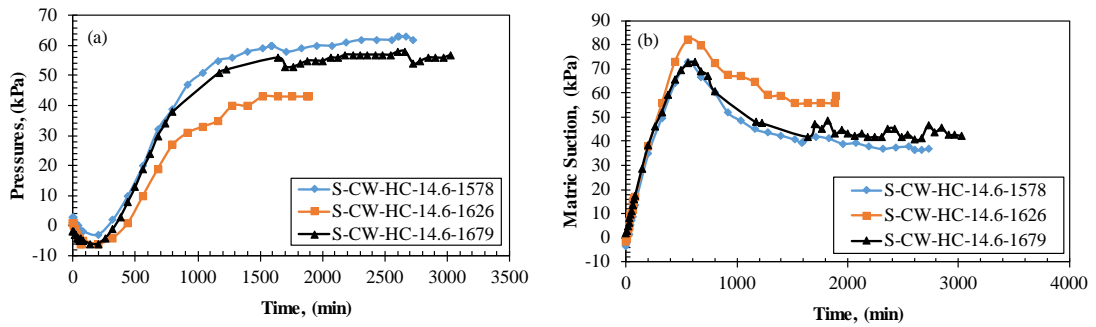 (a)
Pressures, (kPa)
70
60
50
40
30
20
10
0
-10
0
500
1000
1500
2000
2500
3000
3500
Time, (min)
S-CW-HC-14.6-1578
S-CW-HC-14.6-1626
S-CW-HC-14.6-1679
(b)
Matric Suction, (kPa)
90
80
70
60
50
40
30
20
10
0
-10
0
1000
2000
3000
4000
Time, (min)
S-CW-HC-14.6-1578
S-CW-HC-14.6-1626
S-CW-HC-14.6-1679